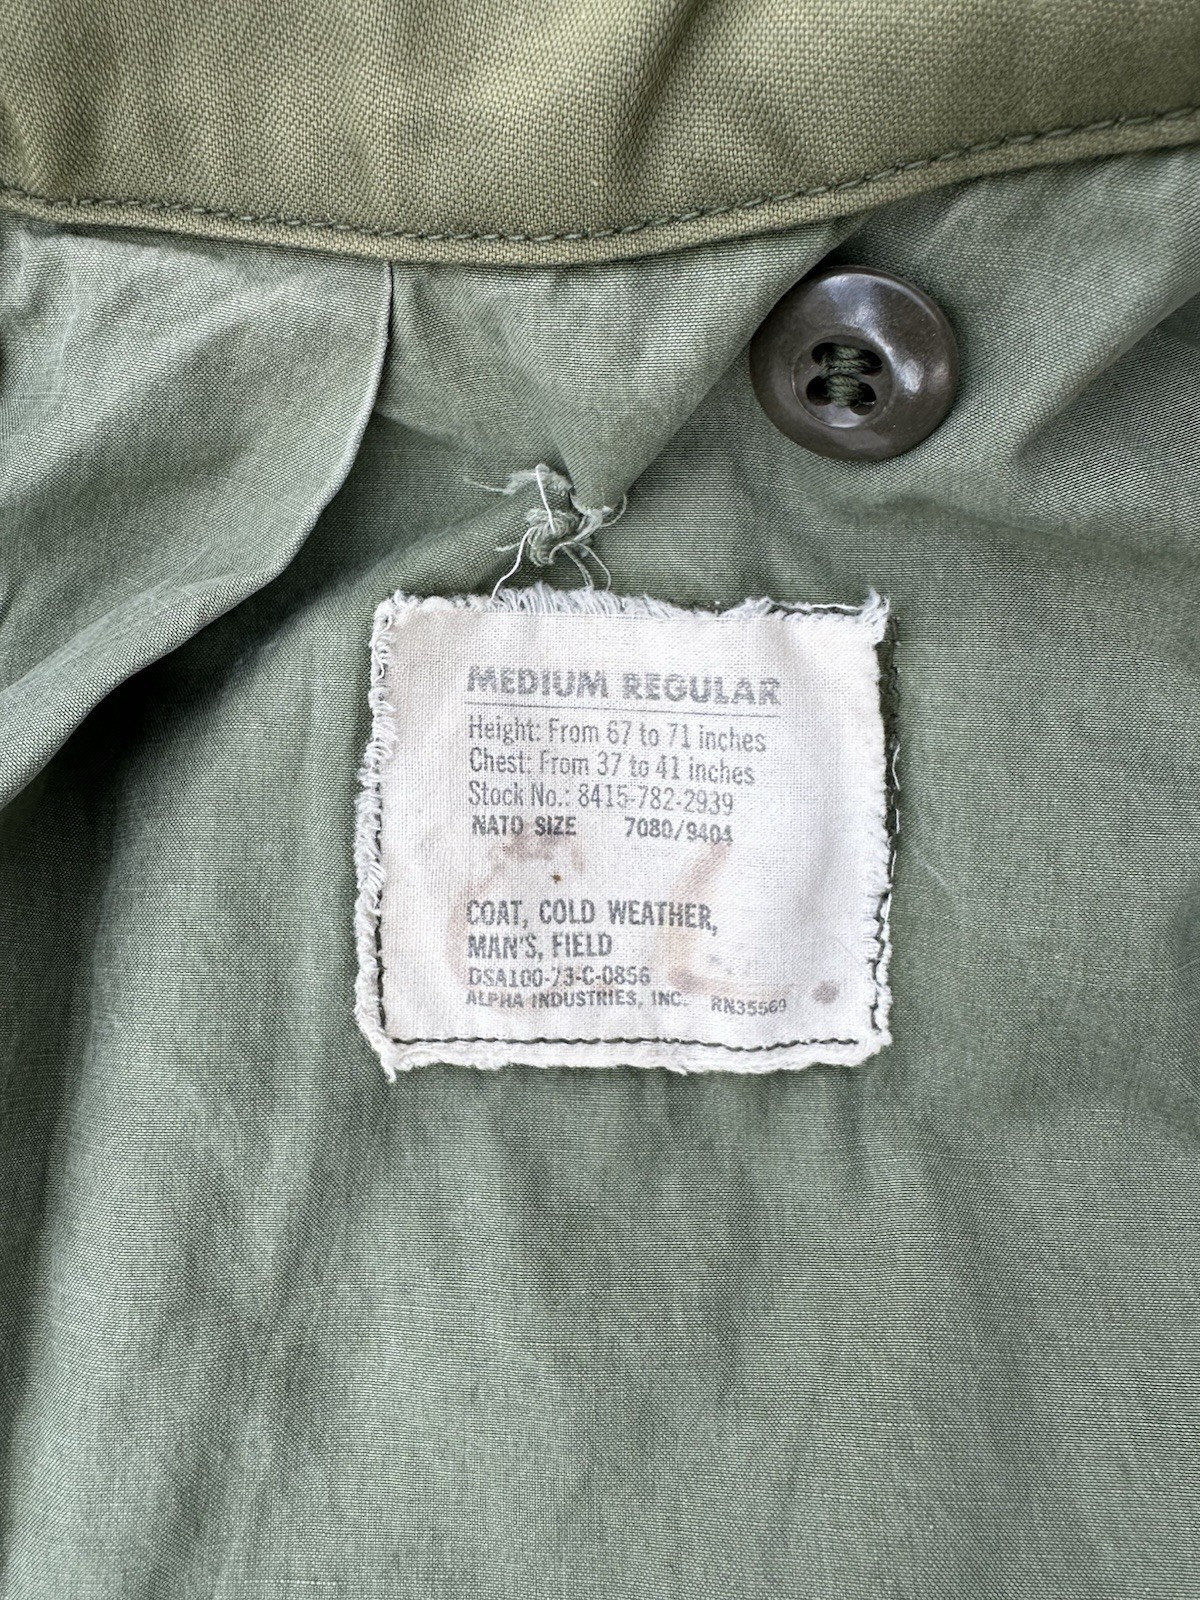 MEDIUM REGULAR
Height: From 67 to 71 inches
Chest: From 37 to 41 inches
Stock No.: 8415-782-2939
NATO SIZE 7080/9404
COAT, COLD WEATHER,
MAN'S, FIELD
DSA100-73-C-0856
ALPHA INDUSTRIES, INC. RN35569